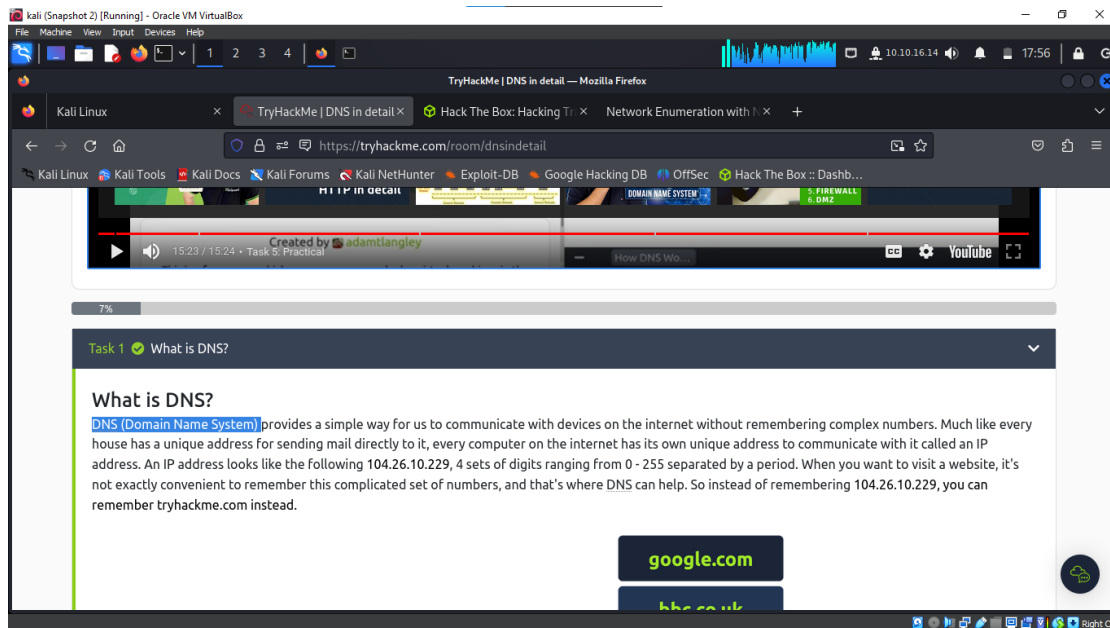 kali (Snapshot 2) [Running] - Oracle VM VirtualBox
File Machine View Input Devices Help
1 2 3 4
10.10.16.14
17:56
TryHackMe | DNS in detail — Mozilla Firefox
Kali Linux
TryHackMe | DNS in detail
Hack The Box: Hacking Tr
Network Enumeration with N
https://tryhackme.com/room/dnsindetail
Kali Linux Kali Tools Kali Docs Kali Forums Kali NetHunter Exploit-DB Google Hacking DB OffSec Hack The Box :: Dashb...
HTTP in detail
DOMAIN NAME SYSTEM
5. FIREWALL
6. DMZ
Created by adamtlangley
15:23 / 15:24 • Task 5: Practical
How DNS Wo...
CC
YouTube
7%
Task 1 What is DNS?
What is DNS?
DNS (Domain Name System) provides a simple way for us to communicate with devices on the internet without remembering complex numbers. Much like every
house has a unique address for sending mail directly to it, every computer on the internet has its own unique address to communicate with it called an IP
address. An IP address looks like the following 104.26.10.229, 4 sets of digits ranging from 0 - 255 separated by a period. When you want to visit a website, it's
not exactly convenient to remember this complicated set of numbers, and that's where DNS can help. So instead of remembering 104.26.10.229, you can
remember tryhackme.com instead.
google.com
bbc.co.uk
Right C